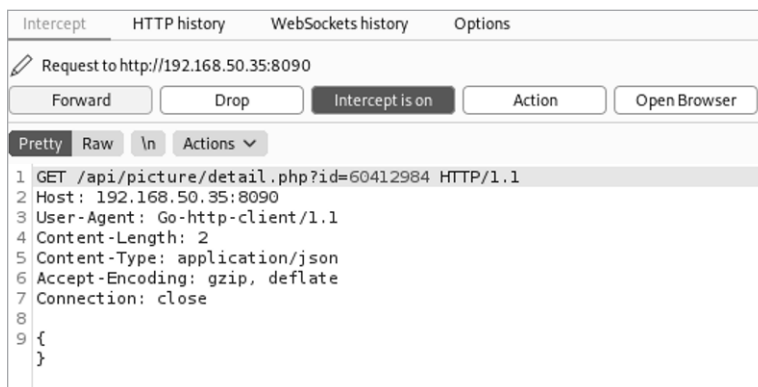 Intercept HTTP history WebSockets history Options
Request to http://192.168.50.35:8090
Forward Drop Intercept is on Action Open Browser
Pretty Raw \n Actions
1 GET /api/picture/detail.php?id=60412984 HTTP/1.1
2 Host: 192.168.50.35:8090
3 User-Agent: Go-http-client/1.1
4 Content-Length: 2
5 Content-Type: application/json
6 Accept-Encoding: gzip, deflate
7 Connection: close
8
9 {
}